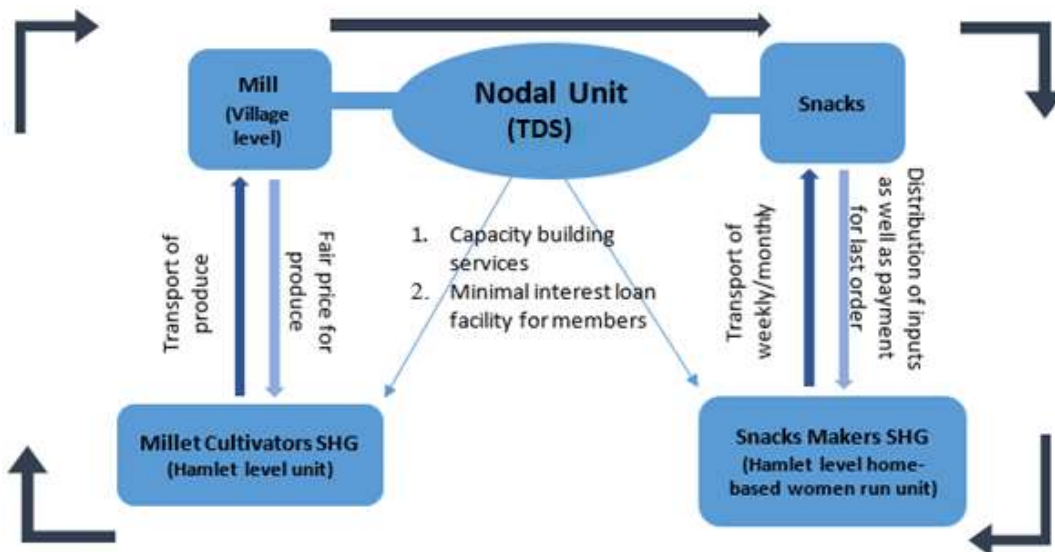 Mill
(Village
level)
Nodal Unit
(TDS)
Snacks
Transport of
produce
Fair price for
produce
1. Capacity building
services
2. Minimal interest loan
facility for members
Transport of
weekly/monthly
Distribution of inputs
as well as payment
for last order
Millet Cultivators SHG
(Hamlet level unit)
Snacks Makers SHG
(Hamlet level home-
based women run unit)